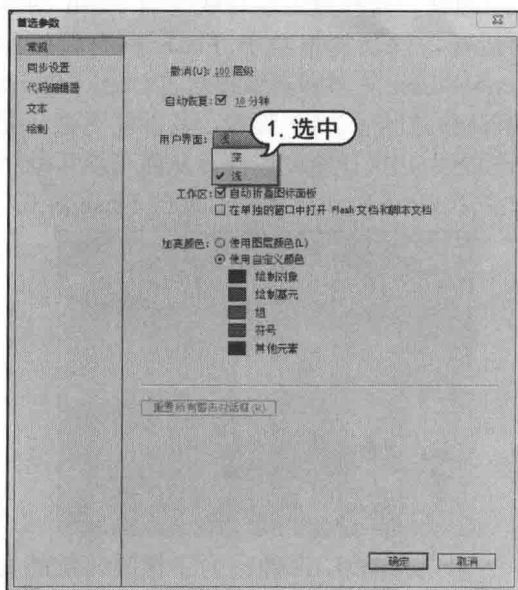 首选参数
常规
同步设置
代码编辑器
文本
绘制
撤消(U): 100 层级
自动恢复: 10 分钟
用户界面: 浅
1. 选中
深
浅
工作区: 自动折叠图标面板
在单独的窗口中打开 Flash 文档和脚本文档
加亮颜色: 使用图层颜色(L)
使用自定义颜色
绘制对象
绘制基元
组
符号
其他元素
重置所有警告对话框(R)
确定 取消